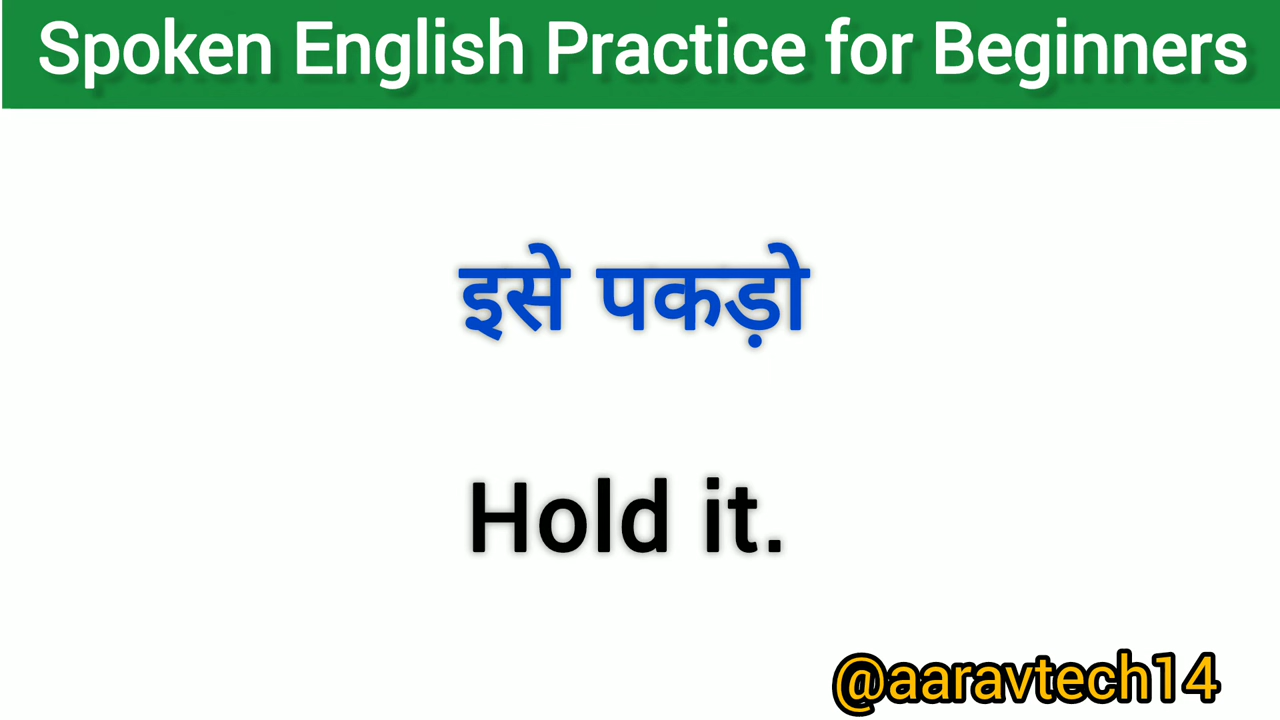 Spoken English Practice for Beginners
इसे पकड़ो
Hold it.
@aaravtech14